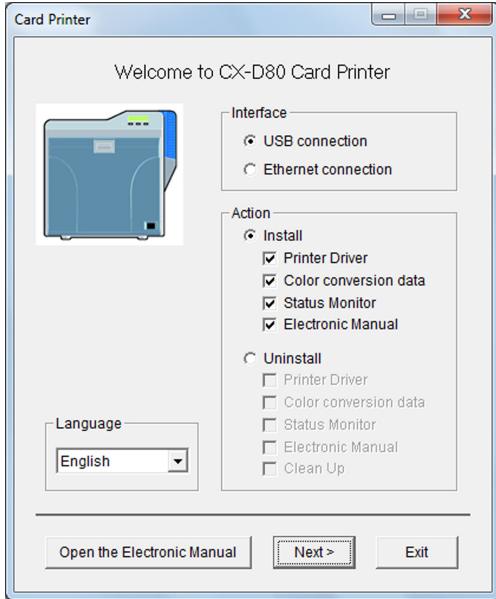 Card Printer
Welcome to CX-D80 Card Printer
Interface
USB connection
Ethernet connection
Action
Install
Printer Driver
Color conversion data
Status Monitor
Electronic Manual
Uninstall
Printer Driver
Color conversion data
Status Monitor
Electronic Manual
Clean Up
Language
English
Open the Electronic Manual
Next >
Exit